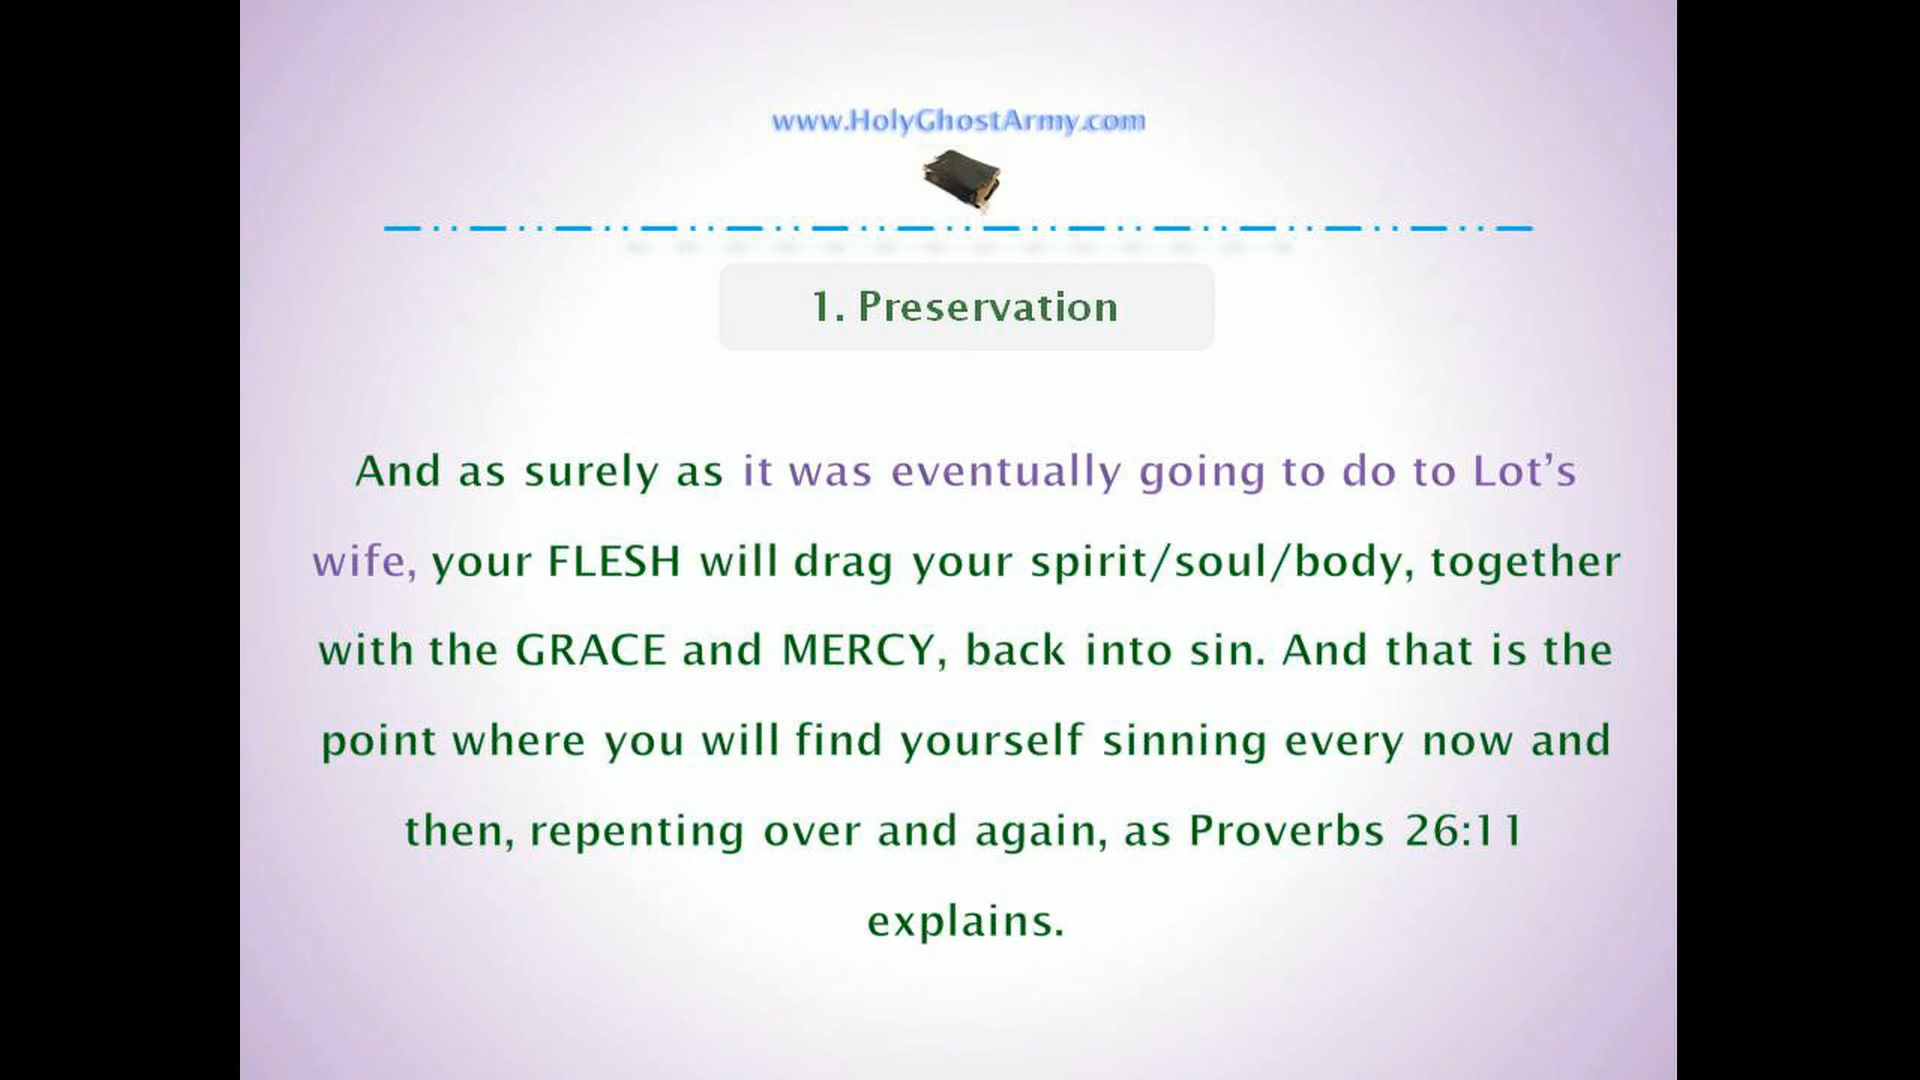 www.HolyGhostArmy.com
1. Preservation
And as surely as it was eventually going to do to Lot’s
wife, your FLESH will drag your spirit/soul/body, together
with the GRACE and MERCY, back into sin. And that is the
point where you will find yourself sinning every now and
then, repenting over and again, as Proverbs 26:11
explains.